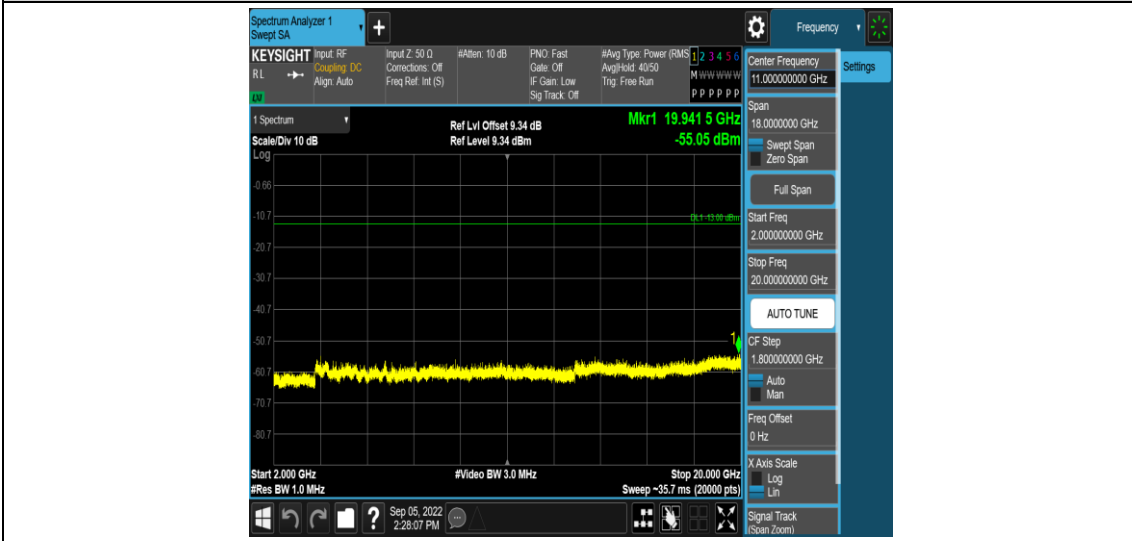 Spectrum Analyzer 1
Swept SA
Frequency
KEYSIGHT
RL
Input: RF
Coupling: DC
Align: Auto
Input Z: 50 Ω
Corrections: Off
Freq Ref: Int (S)
#Atten: 10 dB
PNO: Fast
Gate: Off
IF Gain: Low
Sig Track: Off
#Avg Type: Power (RMS
Avg|Hold: 40/50
Trig: Free Run
1 2 3 4 5 6
M W W W W W
P P P P P P
1 Spectrum
Scale/Div 10 dB
Log
Ref Lvl Offset 9.34 dB
Ref Level 9.34 dBm
Mkr1 19.941 5 GHz
-55.05 dBm
-0.66
-10.7
DL1 -13.00 dBm
-20.7
-30.7
-40.7
-50.7
1
-60.7
-70.7
-80.7
Start 2.000 GHz
#Video BW 3.0 MHz
Stop 20.000 GHz
#Res BW 1.0 MHz
Sweep ~35.7 ms (20000 pts)
?
Sep 05, 2022
2:28:07 PM
Center Frequency
11.000000000 GHz
Settings
Span
18.0000000 GHz
Swept Span
Zero Span
Full Span
Start Freq
2.000000000 GHz
Stop Freq
20.000000000 GHz
AUTO TUNE
CF Step
1.800000000 GHz
Auto
Man
Freq Offset
0 Hz
X Axis Scale
Log
Lin
Signal Track
(Span Zoom)